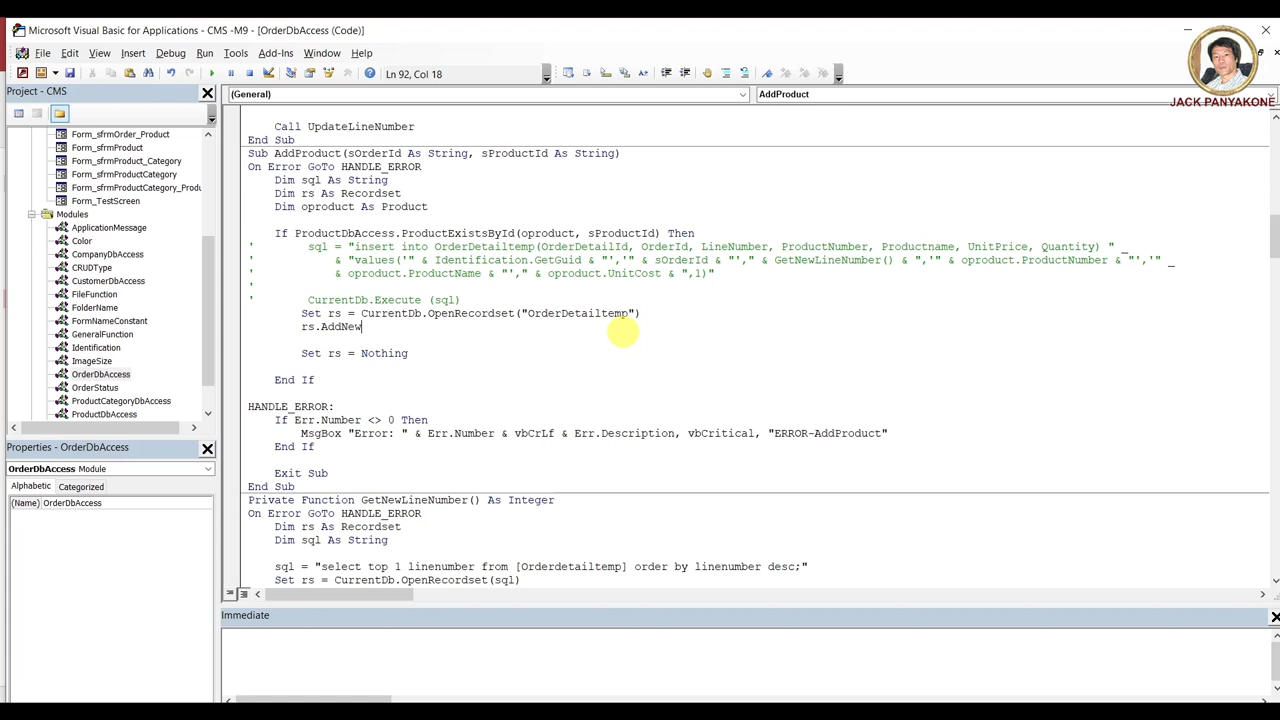 Microsoft Visual Basic for Applications - CMS -M9 - [OrderDbAccess (Code)]
File Edit View Insert Debug Run Tools Add-Ins Window Help
Ln 92, Col 18
JACK PANYAKONE
Project - CMS
Form_sfrmOrder_Product
Form_sfrmProduct
Form_sfrmProduct_Category
Form_sfrmProductCategory
Form_sfrmProductCategory_Produ
Form_TestScreen
Modules
ApplicationMessage
Color
CompanyDbAccess
CRUDType
CustomerDbAccess
FileFunction
FolderName
FormNameConstant
GeneralFunction
Identification
ImageSize
OrderDbAccess
OrderStatus
ProductCategoryDbAccess
ProductDbAccess
Properties - OrderDbAccess
OrderDbAccess Module
Alphabetic Categorized
(Name) OrderDbAccess
(General) AddProduct
Call UpdateLineNumber
End Sub
Sub AddProduct(sOrderId As String, sProductId As String)
On Error GoTo HANDLE_ERROR
Dim sql As String
Dim rs As Recordset
Dim oproduct As Product
If ProductDbAccess.ProductExistsById(oproduct, sProductId) Then
' sql = "insert into OrderDetailtemp(OrderDetailId, OrderId, LineNumber, ProductNumber, Productname, UnitPrice, Quantity) " _
' & "values('" & Identification.GetGuid & "','" & sOrderId & "'," & GetNewLineNumber() & ",'" & oproduct.ProductNumber & "','" _
' & oproduct.ProductName & "'," & oproduct.UnitCost & ",1)"
'
' CurrentDb.Execute (sql)
Set rs = CurrentDb.OpenRecordset("OrderDetailtemp")
rs.AddNew
Set rs = Nothing
End If
HANDLE_ERROR:
If Err.Number <> 0 Then
MsgBox "Error: " & Err.Number & vbCrLf & Err.Description, vbCritical, "ERROR-AddProduct"
End If
Exit Sub
End Sub
Private Function GetNewLineNumber() As Integer
On Error GoTo HANDLE_ERROR
Dim rs As Recordset
Dim sql As String
sql = "select top 1 linenumber from [Orderdetailtemp] order by linenumber desc;"
Set rs = CurrentDb.OpenRecordset(sql)
Immediate